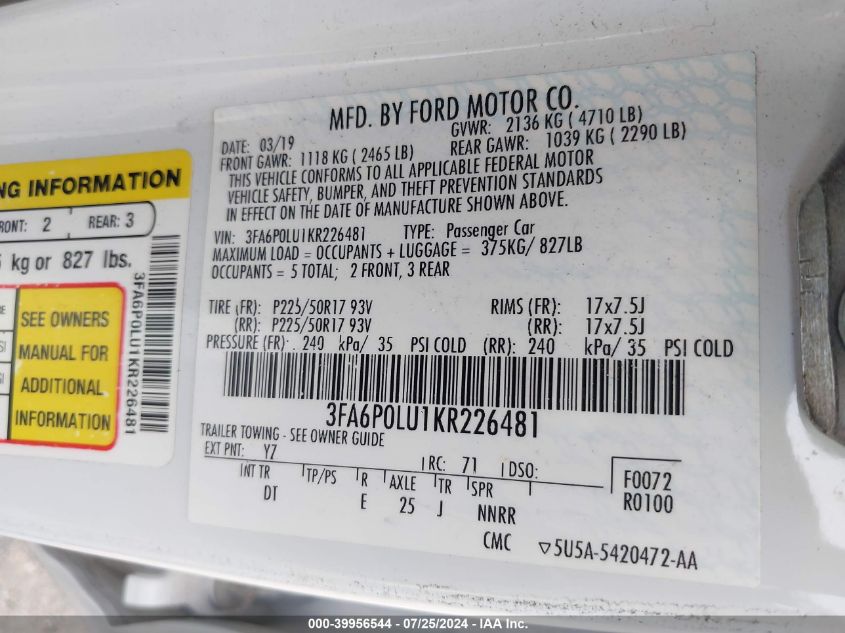 MFD. BY FORD MOTOR CO.
DATE: 03/19 GVWR: 2136 KG ( 4710 LB)
FRONT GAWR: 1118 KG ( 2465 LB) REAR GAWR: 1039 KG ( 2290 LB)
THIS VEHICLE CONFORMS TO ALL APPLICABLE FEDERAL MOTOR
VEHICLE SAFETY, BUMPER, AND THEFT PREVENTION STANDARDS
IN EFFECT ON THE DATE OF MANUFACTURE SHOWN ABOVE.
VIN: 3FA6P0LU1KR226481 TYPE: Passenger Car
MAXIMUM LOAD = OCCUPANTS + LUGGAGE = 375KG/ 827LB
OCCUPANTS = 5 TOTAL; 2 FRONT, 3 REAR
TIRE (FR): P225/50R17 93V RIMS (FR): 17x7.5J
(RR): P225/50R17 93V (RR): 17x7.5J
PRESSURE (FR): 240 kPa/ 35 PSI COLD (RR): 240 kPa/ 35 PSI COLD
3FA6P0LU1KR226481
TRAILER TOWING - SEE OWNER GUIDE
EXT PNT: YZ RC: 71 DSO:
INT TR TP/PS R AXLE TR SPR
DT E 25 J NNRR
F0072
R0100
CMC ▽5U5A-5420472-AA
INFORMATION
FRONT: 2 REAR: 3
kg or 827 lbs.
SEE OWNERS
MANUAL FOR
ADDITIONAL
INFORMATION
3FA6P0LU1KR226481
000-39956544 - 07/25/2024 - IAA Inc.